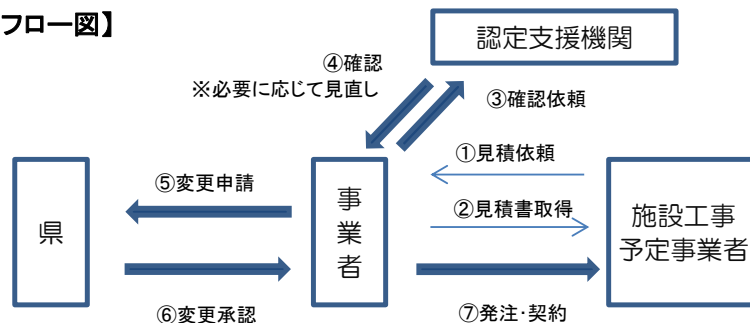 フロー図】
認定支援機関
④確認
※必要に応じて見直し
③確認依頼
①見積依頼
⑤変更申請
事業者
②見積書取得
県
施設工事
予定事業者
⑥変更承認
⑦発注・契約